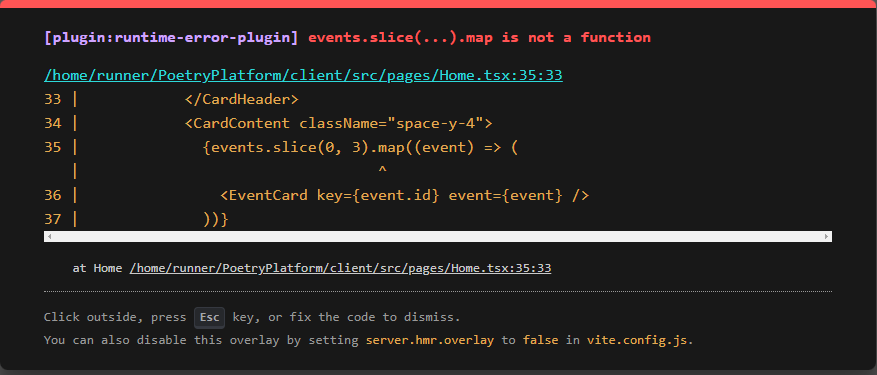 [plugin:runtime-error-plugin] events.slice(...).map is not a function
/home/runner/PoetryPlatform/client/src/pages/Home.tsx:35:33
33 |             </CardHeader>
34 |             <CardContent className="space-y-4">
35 |               {events.slice(0, 3).map((event) => (
   |                                  ^
36 |                 <EventCard key={event.id} event={event} />
37 |               ))}
at Home /home/runner/PoetryPlatform/client/src/pages/Home.tsx:35:33
Click outside, press Esc key, or fix the code to dismiss.
You can also disable this overlay by setting server.hmr.overlay to false in vite.config.js.